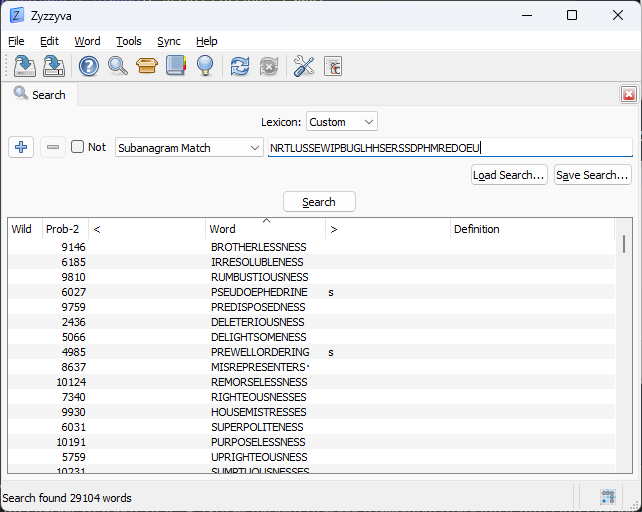 Zyzzyva
File Edit Word Tools Sync Help
Search
Lexicon: Custom
Not Subanagram Match NRTLUSSEWIPBUGLHHSERSSDPHMREDOEU
Load Search... Save Search...
Search
Wild Prob-2 < Word > Definition
9146 BROTHERLESSNESS
6185 IRRESOLUBLENESS
9810 RUMBUSTIOUSNESS
6027 PSEUDOEPHEDRINE s
9759 PREDISPOSEDNESS
2436 DELETERIOUSNESS
5066 DELIGHTSOMENESS
4985 PREWELLORDERING s
8637 MISREPRESENTERS·
10124 REMORSELESSNESS
7340 RIGHTEOUSNESSES
9930 HOUSEMISTRESSES
6031 SUPERPOLITENESS
10191 PURPOSELESSNESS
5759 UPRIGHTEOUSNESS
10231 SUMPTUOUSNESSES
Search found 29104 words